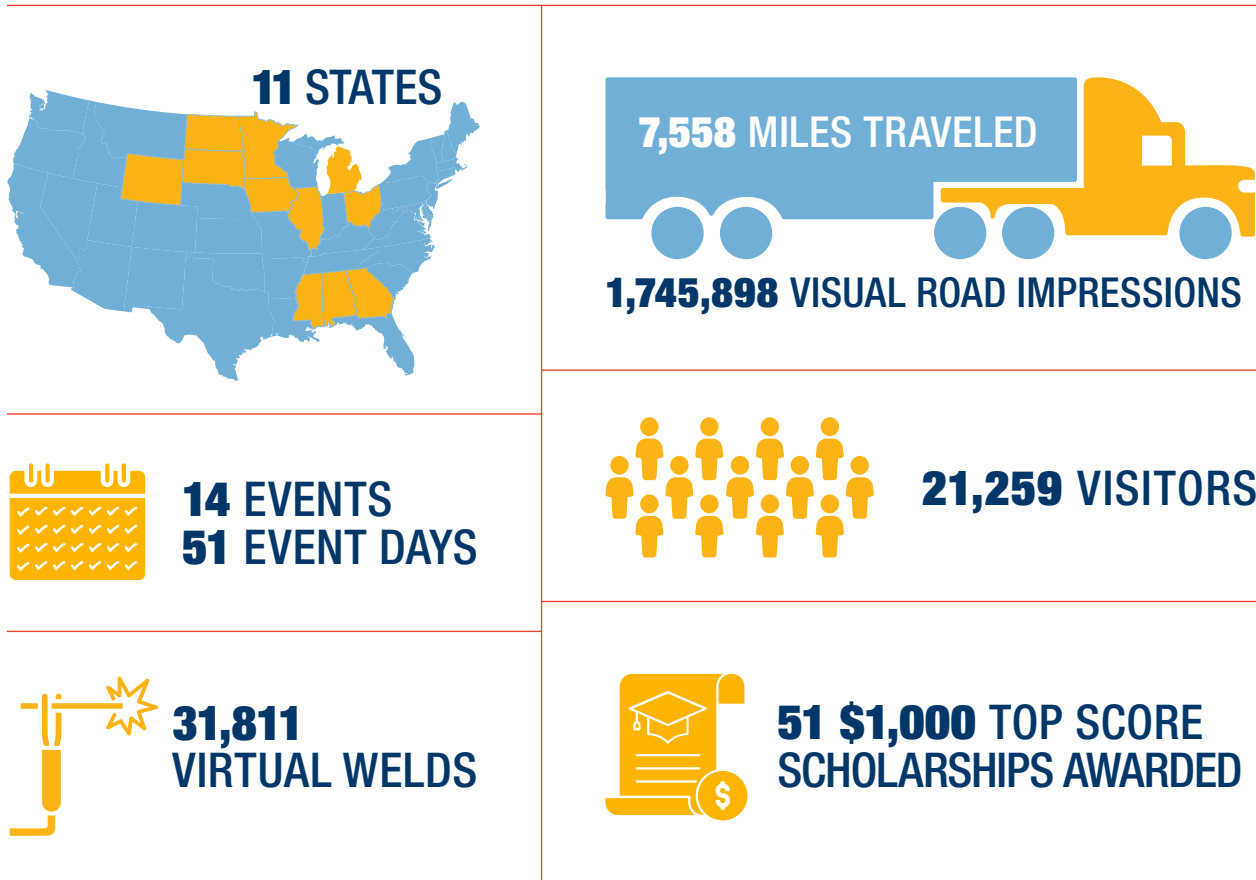 11 STATES
7,558 MILES TRAVELED
1,745,898 VISUAL ROAD IMPRESSIONS
14 EVENTS
51 EVENT DAYS
21,259 VISITORS
31,811
VIRTUAL WELDS
$
51 $1,000 TOP SCORE
SCHOLARSHIPS AWARDED